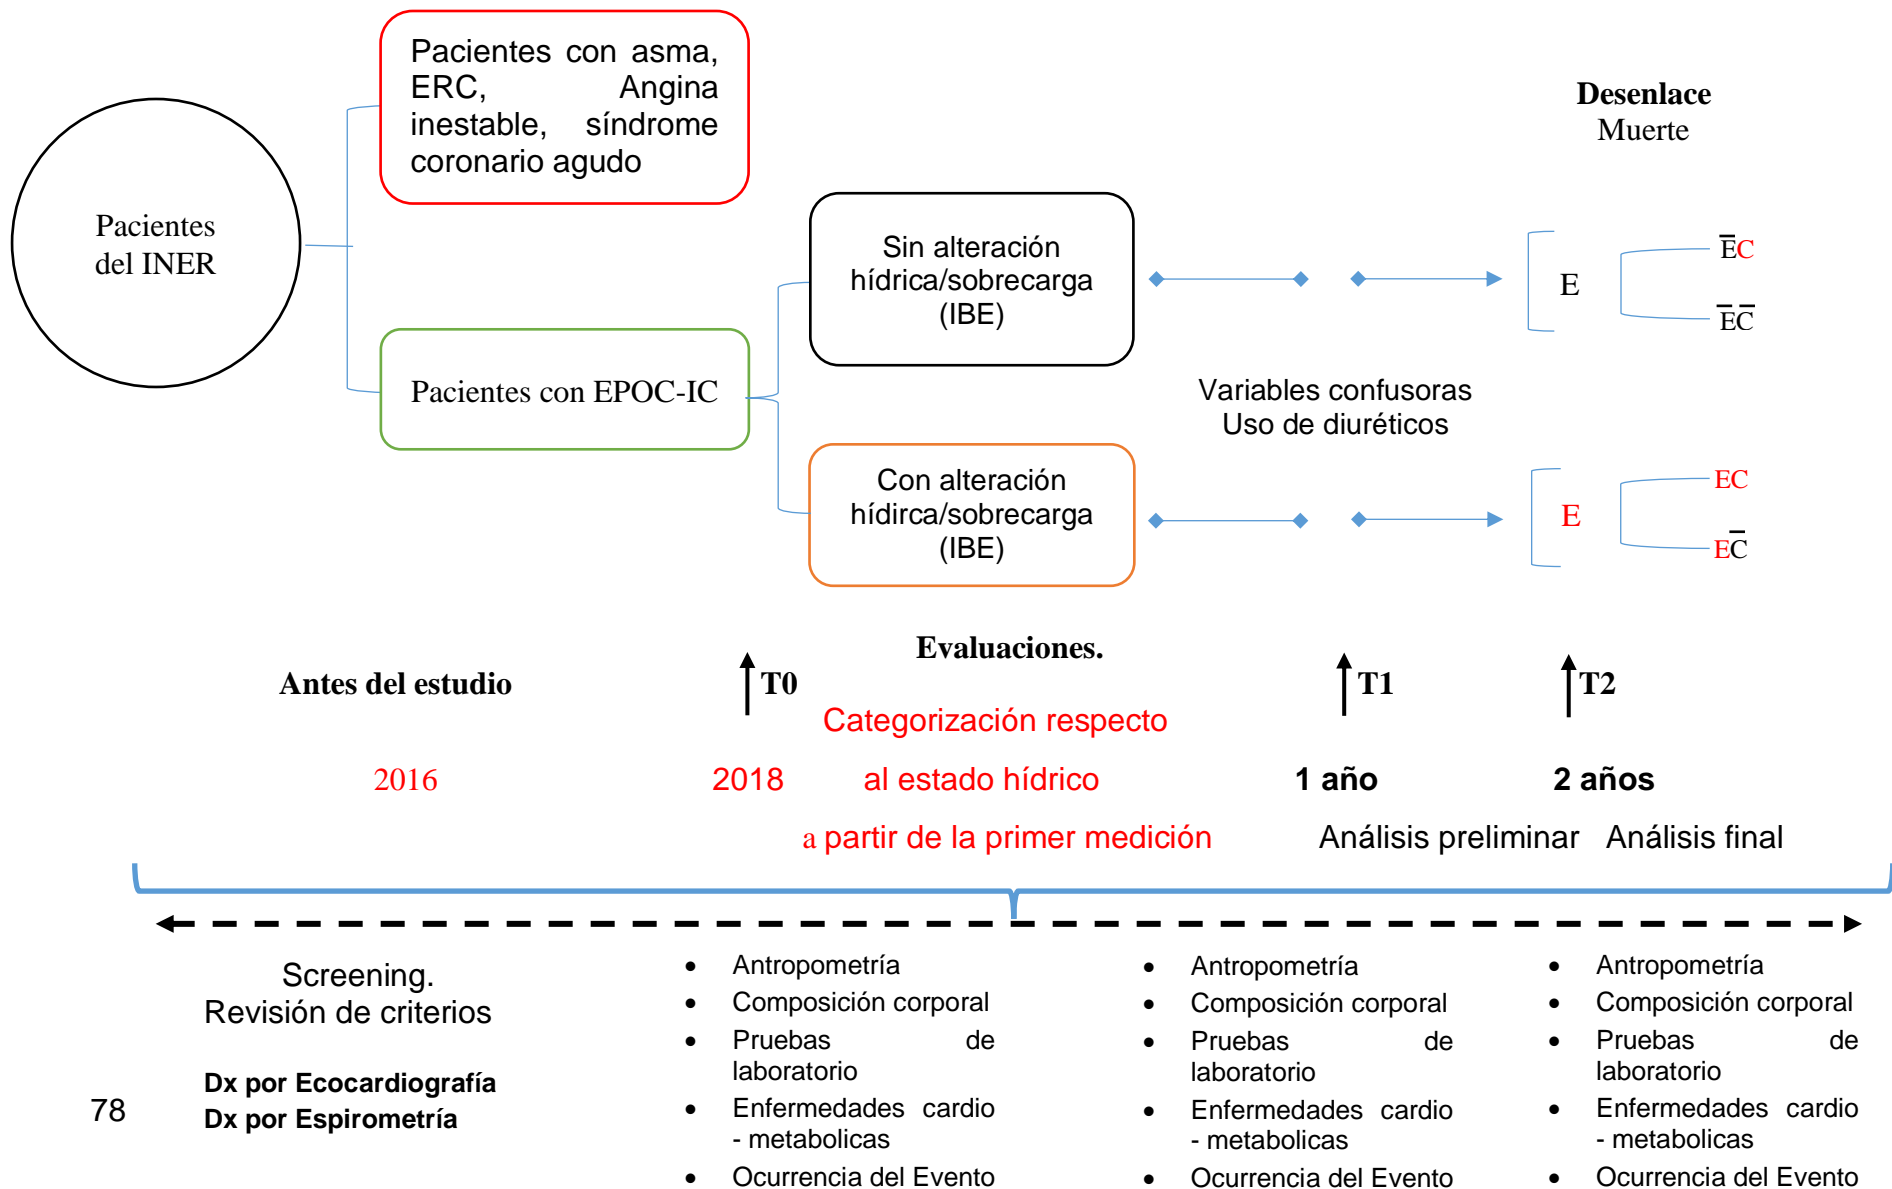 Pacientes con asma,
ERC, Angina
inestable, síndrome
coronario agudo
Desenlace
Muerte
Pacientes
del INER
Sin alteración
hídrica/sobrecarga
(IBE)
E
E̅C
E̅C̅
Pacientes con EPOC-IC
Variables confusoras
Uso de diuréticos
Con alteración
hídirca/sobrecarga
(IBE)
E
EC
EC̅
Evaluaciones.
Antes del estudio
T0
T1
T2
Categorización respecto
2016
2018
al estado hídrico
1 año
2 años
a partir de la primer medición
Análisis preliminar
Análisis final
Screening.
Revisión de criterios
Dx por Ecocardiografía
Dx por Espirometría
• Antropometría
• Composición corporal
• Pruebas de
laboratorio
• Enfermedades cardio
- metabolicas
• Ocurrencia del Evento
• Antropometría
• Composición corporal
• Pruebas de
laboratorio
• Enfermedades cardio
- metabolicas
• Ocurrencia del Evento
• Antropometría
• Composición corporal
• Pruebas de
laboratorio
• Enfermedades cardio
- metabolicas
• Ocurrencia del Evento
78